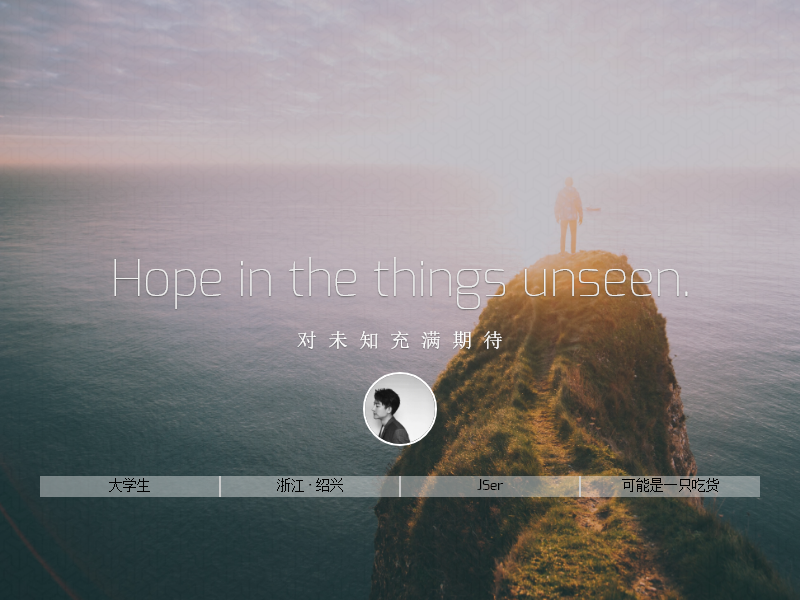 Hope in the things unseen.
对未知充满期待
大学生 浙江·绍兴 JSer 可能是一只吃货